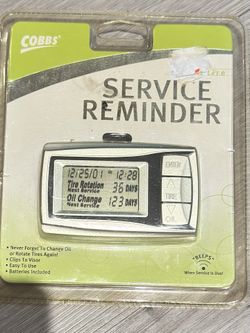 COBBS
SERVICE
REMINDER
12/25/01 12:28
Tire Rotation
Next Service
36 DAYS
Oil Change
Next Service
123 DAYS
ENTER
TIRE
OIL
• Never Forget To Change Oil
or Rotate Tires Again!
• Clips To Visor
• Easy To Use
• Batteries Included
"BEEPS"
When Service Is Due!